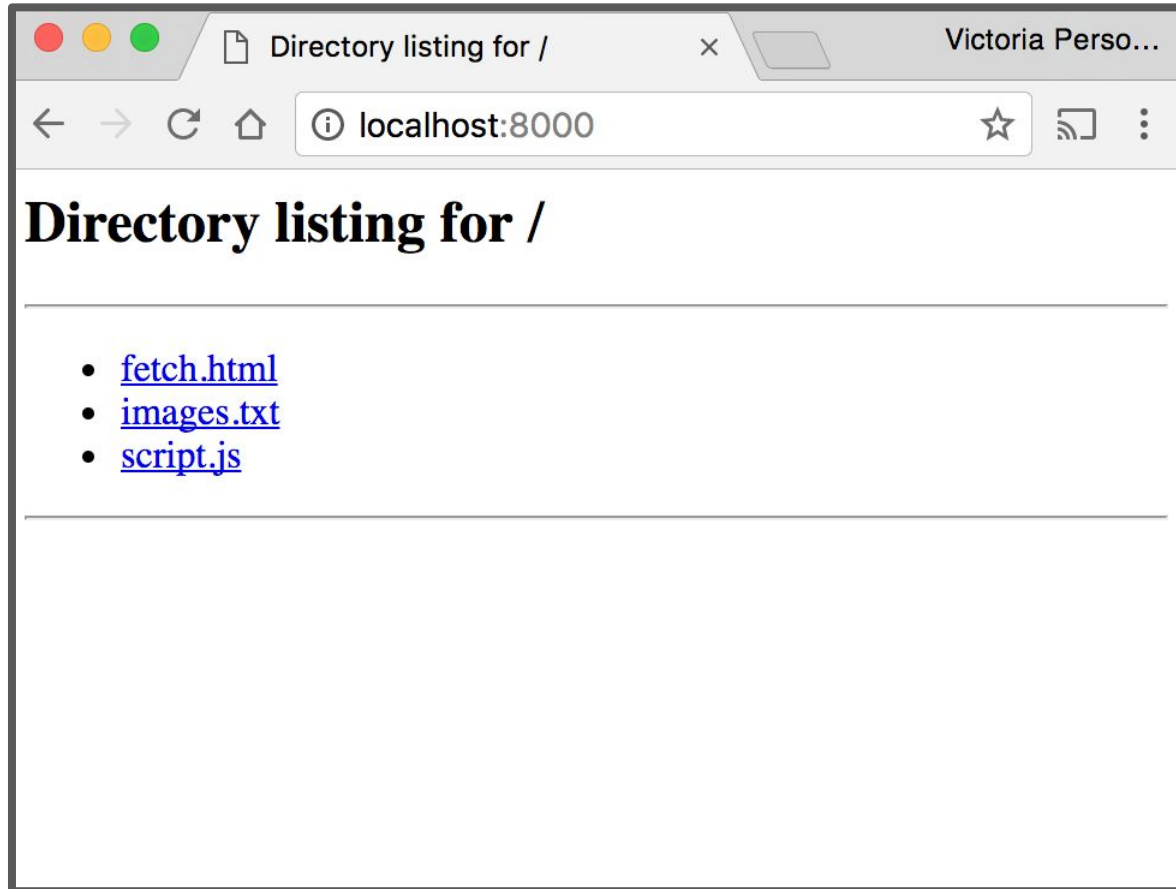 Directory listing for /
Victoria Perso...
localhost:8000
Directory listing for /
fetch.html
images.txt
script.js